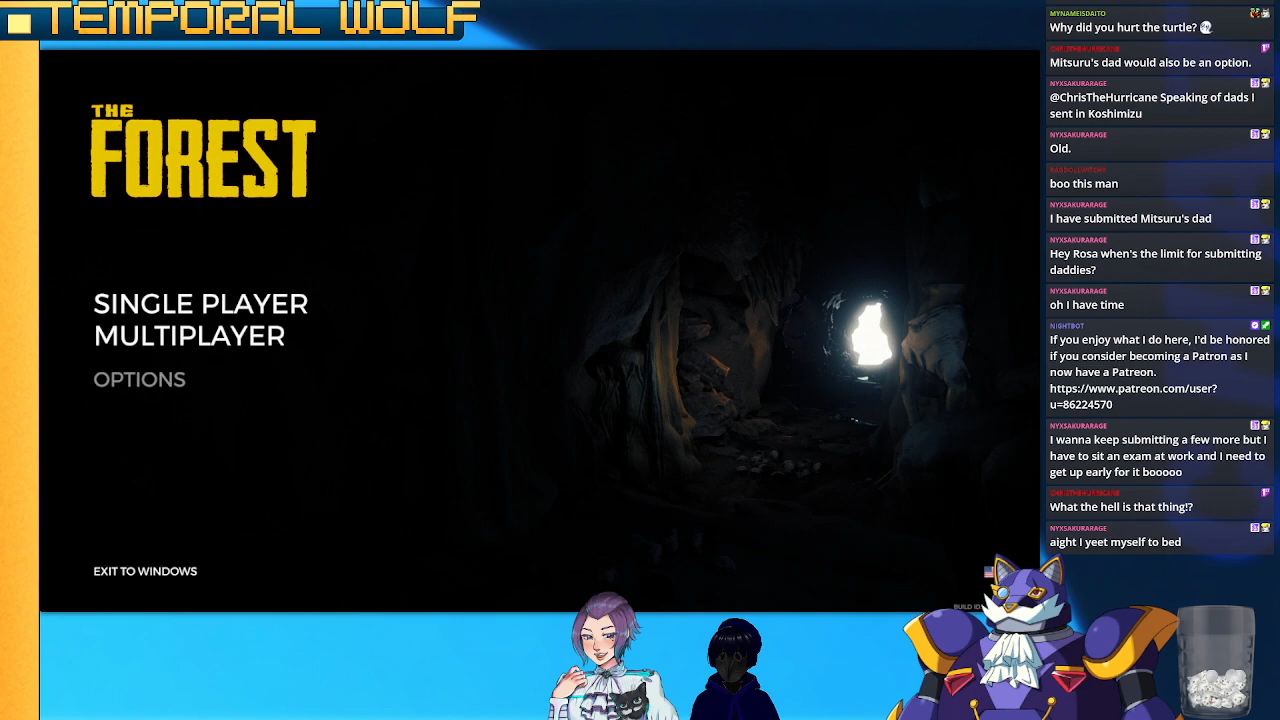 TEMPORAL WOLF
THE
FOREST
SINGLE PLAYER
MULTIPLAYER
OPTIONS
EXIT TO WINDOWS
BUILD ID
MYNAMEISDAITO
Why did you hurt the turtle?
CHRISTHEHURRICANE
Mitsuru's dad would also be an option.
NYXSAKURARAGE
@ChrisTheHurricane Speaking of dads I
sent in Koshimizu
NYXSAKURARAGE
Old.
boo this man
NYXSAKURARAGE
I have submitted Mitsuru's dad
NYXSAKURARAGE
Hey Rosa when's the limit for submitting
daddies?
NYXSAKURARAGE
oh I have time
NIGHTBOT
If you enjoy what I do here, I'd be honored
if you consider becoming a Patron as I
now have a Patreon.
https://www.patreon.com/user?
u=86224570
NYXSAKURARAGE
I wanna keep submitting a few more but I
have to sit an exam at work and I need to
get up early for it booooo
CHRISTHEHURRICANE
What the hell is that thing!?
NYXSAKURARAGE
aight I yeet myself to bed